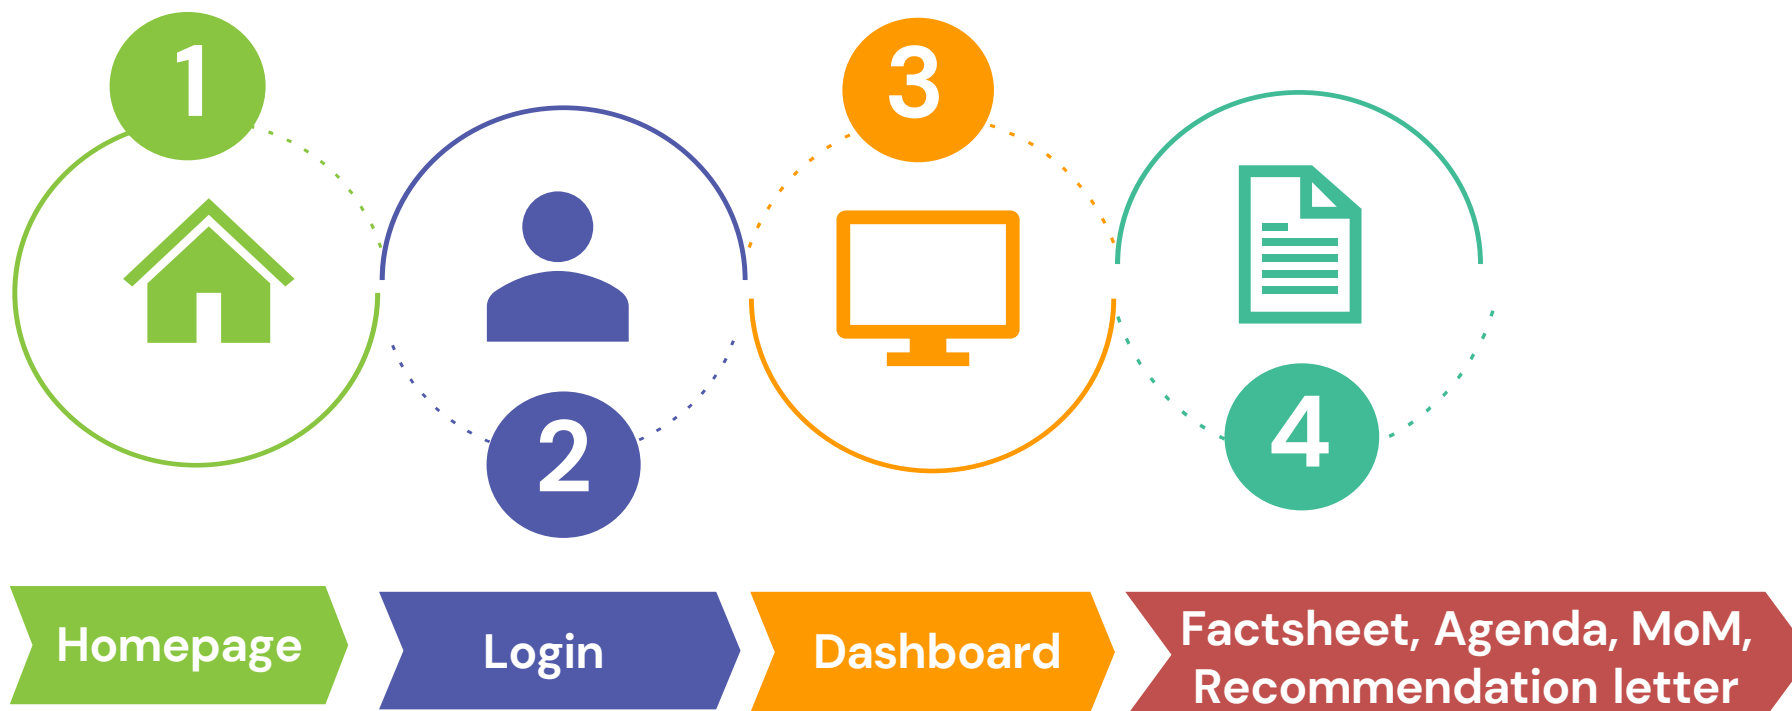 1
3
2
4
Homepage
Login
Dashboard
Factsheet, Agenda, MoM,
Recommendation letter